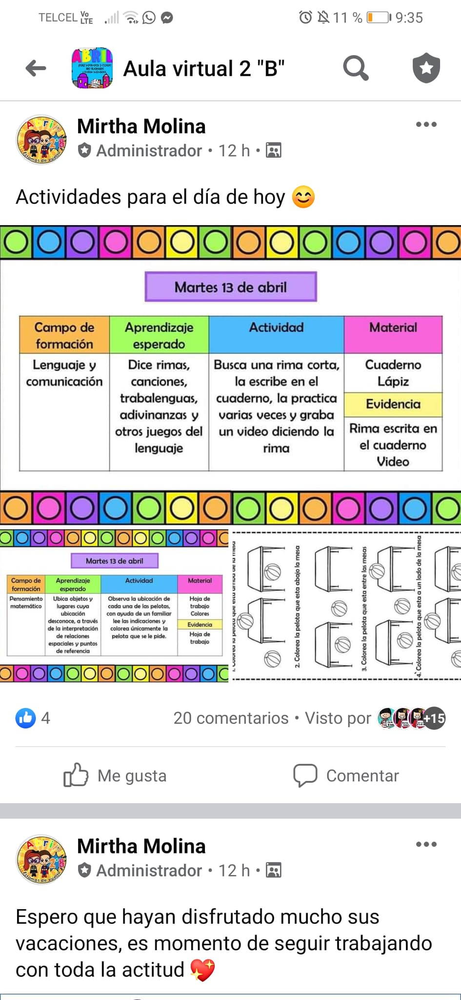 TELCEL Vo LTE 11 % 9:35
ABRIL
Aula virtual 2 "B"
Abril
Estamos de vuelta
Mirtha Molina
Administrador • 12 h •
Actividades para el día de hoy 😊
Martes 13 de abril
Campo de formación
Aprendizaje esperado
Actividad
Material
Lenguaje y
comunicación
Dice rimas,
canciones,
trabalenguas,
adivinanzas y
otros juegos del
lenguaje
Busca una rima corta,
la escribe en el
cuaderno, la practica
varias veces y graba
un video diciendo la
rima
Cuaderno
Lápiz
Evidencia
Rima escrita en
el cuaderno
Video
Martes 13 de abril
Campo de
formación
Aprendizaje
esperado
Actividad
Material
Pensamiento
matemático
Ubica objetos y
lugares cuya
ubicación
desconoce, a través
de la interpretación
de relaciones
espaciales y puntos
de referencia
Observa la ubicación de
cada una de las pelotas,
con ayuda de un familiar
lee las indicaciones y
colorea únicamente la
pelota que se le pide.
Hoja de
trabajo
Colores
Evidencia
Hoja de
trabajo
2. Colorea la pelota que esta abajo la mesa
3. Colorea la pelota que esta entre las mesas
4. Colorea la pelota que esta a un lado de la mesa
4
20 comentarios • Visto por +15
Me gusta
Comentar
Abril
Estamos de vuelta
Mirtha Molina
Administrador • 12 h •
Espero que hayan disfrutado mucho sus
vacaciones, es momento de seguir trabajando
con toda la actitud 💖